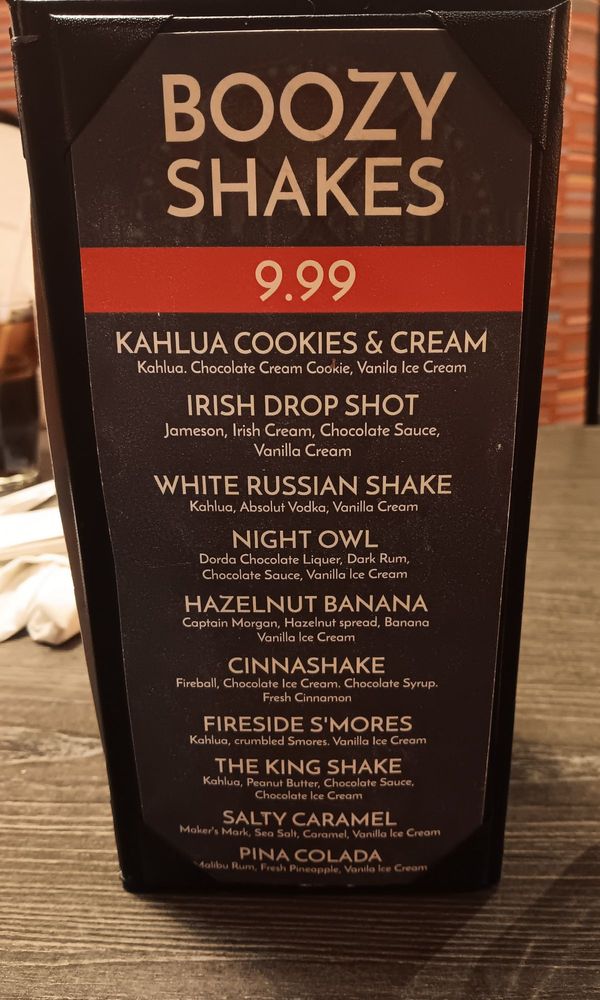 BOOZY
SHAKES
9.99
KAHLUA COOKIES & CREAM
Kahlua. Chocolate Cream Cookie, Vanila Ice Cream
IRISH DROP SHOT
Jameson, Irish Cream, Chocolate Sauce,
Vanilla Cream
WHITE RUSSIAN SHAKE
Kahlua, Absolut Vodka, Vanilla Cream
NIGHT OWL
Dorda Chocolate Liquer, Dark Rum,
Chocolate Sauce, Vanilla Ice Cream
HAZELNUT BANANA
Captain Morgan, Hazelnut spread, Banana
Vanilla Ice Cream
CINNASHAKE
Fireball, Chocolate Ice Cream. Chocolate Syrup.
Fresh Cinnamon
FIRESIDE S'MORES
Kahlua, crumbled Smores. Vanilla Ice Cream
THE KING SHAKE
Kahlua, Peanut Butter, Chocolate Sauce,
Chocolate Ice Cream
SALTY CARAMEL
Maker's Mark, Sea Salt, Caramel, Vanilla Ice Cream
PINA COLADA
Malibu Rum, Fresh Pineapple, Vanila Ice Cream